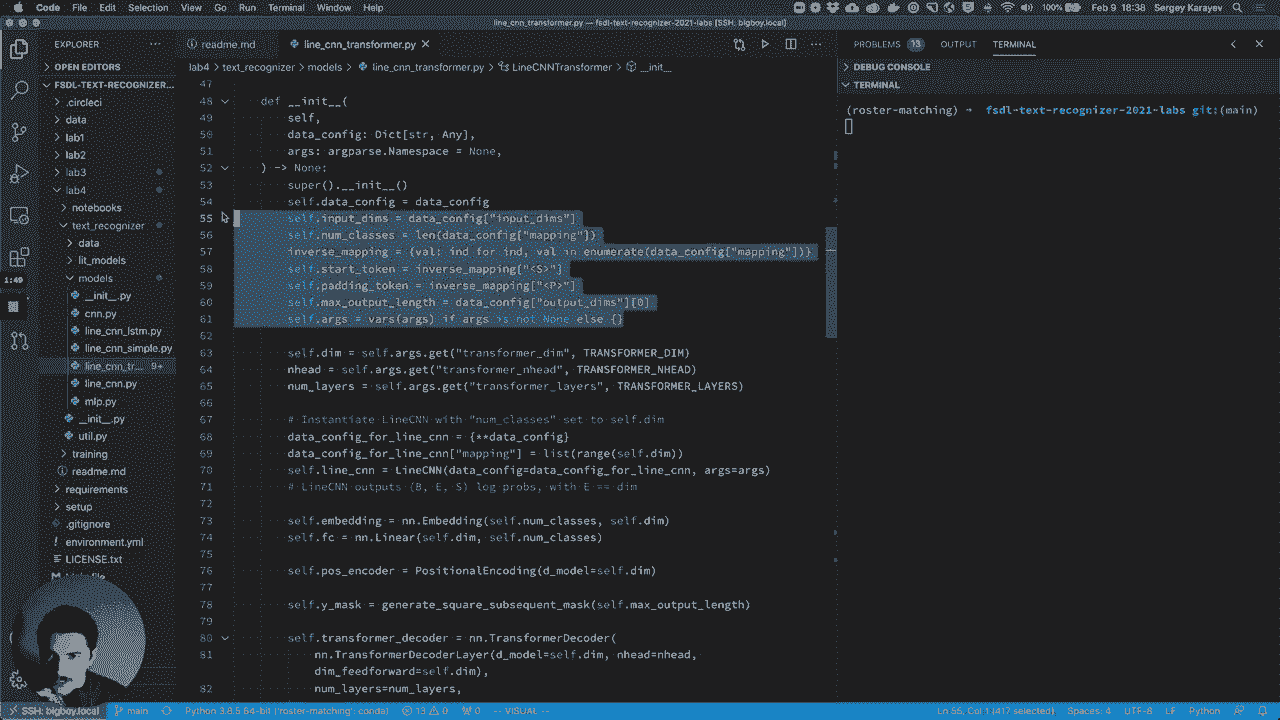 Code File Edit Selection View Go Run Terminal Window Help 100% Feb 9 18:38 Sergey Karayev
line_cnn_transformer.py — fsdl-text-recognizer-2021-labs [SSH: bigboy.local]
EXPLORER
readme.md
line_cnn_transformer.py
PROBLEMS 13 OUTPUT TERMINAL
OPEN EDITORS
lab4 > text_recognizer > models > line_cnn_transformer.py > LineCNNTransformer > __init__
DEBUG CONSOLE
TERMINAL
FSDL-TEXT-RECOGNIZER...
.circleci
data
lab1
lab2
lab3
lab4
notebooks
text_recognizer
data
lit_models
models
__init__.py
cnn.py
line_cnn_lstm.py
line_cnn_simple.py
line_cnn_tr... 9+
line_cnn.py
mlp.py
__init__.py
util.py
training
readme.md
requirements
setup
.gitignore
environment.yml
LICENSE.txt
1:49
47
48 def __init__(
49 self,
50 data_config: Dict[str, Any],
51 args: argparse.Namespace = None,
52 ) -> None:
53 super().__init__()
54 self.data_config = data_config
55 self.input_dims = data_config["input_dims"]
56 self.num_classes = len(data_config["mapping"])
57 inverse_mapping = {val: ind for ind, val in enumerate(data_config["mapping"])}
58 self.start_token = inverse_mapping["<S>"]
59 self.padding_token = inverse_mapping["<P>"]
60 self.max_output_length = data_config["output_dims"][0]
61 self.args = vars(args) if args is not None else {}
62
63 self.dim = self.args.get("transformer_dim", TRANSFORMER_DIM)
64 nhead = self.args.get("transformer_nhead", TRANSFORMER_NHEAD)
65 num_layers = self.args.get("transformer_layers", TRANSFORMER_LAYERS)
66
67 # Instantiate LineCNN with "num_classes" set to self.dim
68 data_config_for_line_cnn = {**data_config}
69 data_config_for_line_cnn["mapping"] = list(range(self.dim))
70 self.line_cnn = LineCNN(data_config=data_config_for_line_cnn, args=args)
71 # LineCNN outputs (B, E, S) log probs, with E == dim
72
73 self.embedding = nn.Embedding(self.num_classes, self.dim)
74 self.fc = nn.Linear(self.dim, self.num_classes)
75
76 self.pos_encoder = PositionalEncoding(d_model=self.dim)
77
78 self.y_mask = generate_square_subsequent_mask(self.max_output_length)
79
80 self.transformer_decoder = nn.TransformerDecoder(
81 nn.TransformerDecoderLayer(d_model=self.dim, nhead=nhead,
dim_feedforward=self.dim),
82 num_layers=num_layers,
(roster-matching) → fsdl-text-recognizer-2021-labs git:(main)
SSH: bigboy.local main Python 3.8.5 64-bit ('roster-matching': conda) 13 0 0 -- VISUAL -- Ln 55, Col 1 (417 selected) Spaces: 4 UTF-8 LF Python